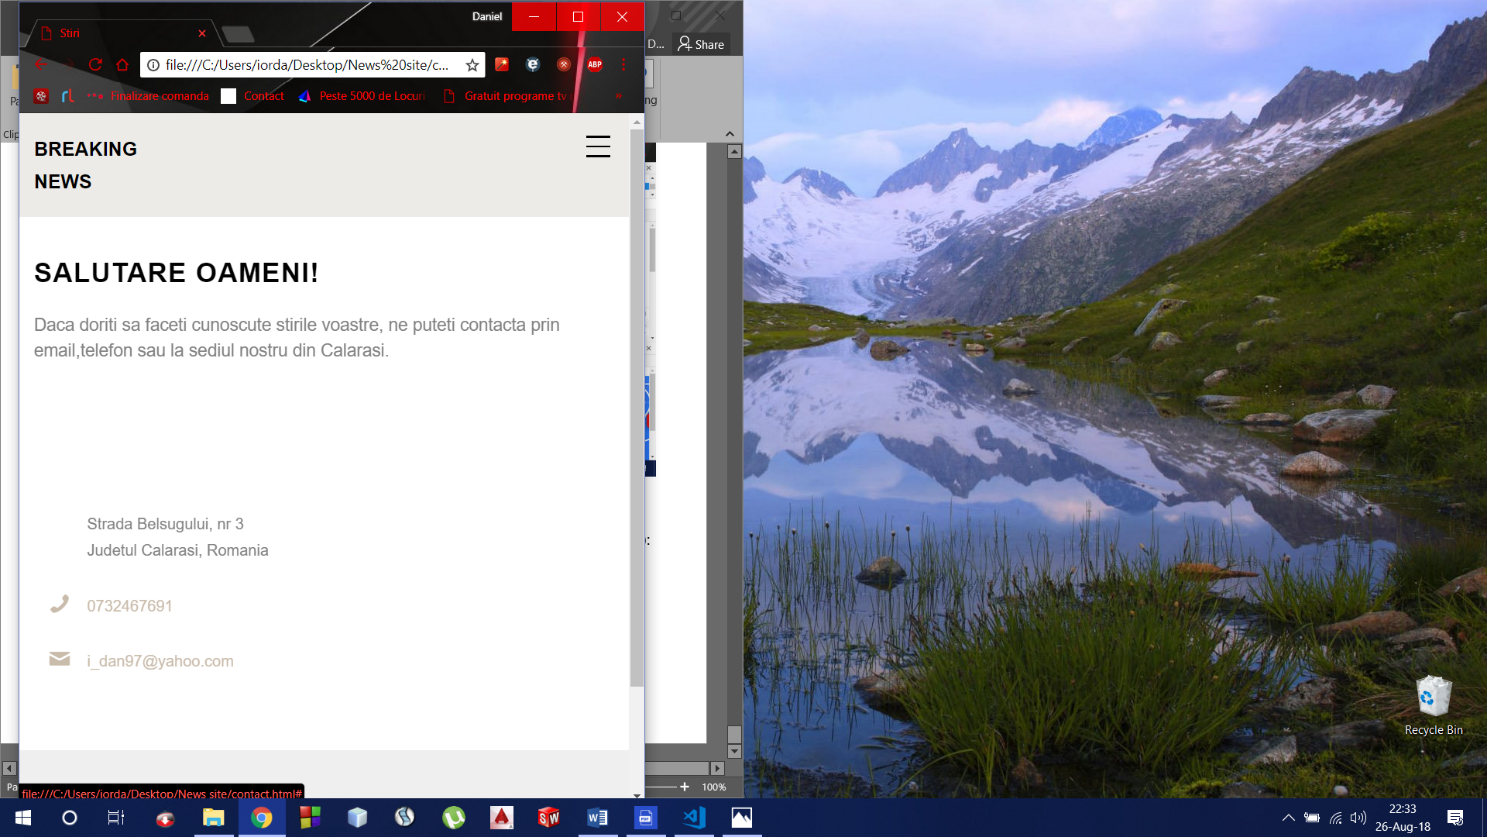 Daniel
Stiri
D... Share
file:///C:/Users/iorda/Desktop/News%20site/c...
ABP
rL Finalizare comanda Contact Peste 5000 de Locuri Gratuit programe tv
Clip
BREAKING
NEWS
SALUTARE OAMENI!
Daca doriti sa faceti cunoscute stirile voastre, ne puteti contacta prin
email,telefon sau la sediul nostru din Calarasi.
Strada Belsugului, nr 3
Judetul Calarasi, Romania
0732467691
i_dan97@yahoo.com
Recycle Bin
100%
file:///C:/Users/iorda/Desktop/News site/contact.html#
22:33
26-Aug-18